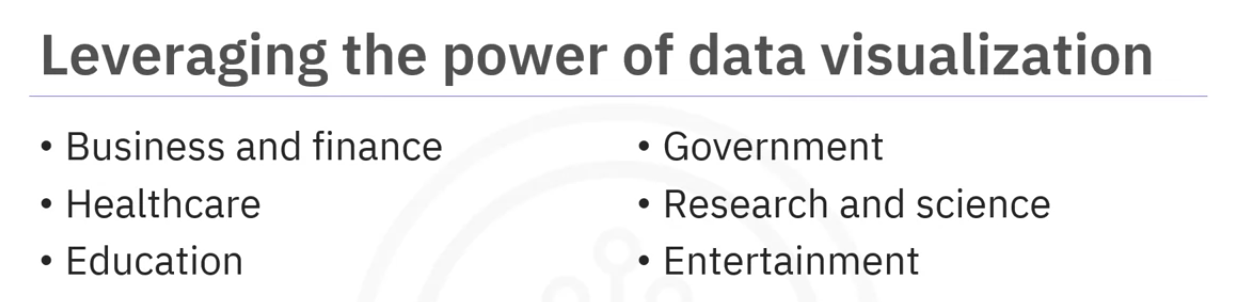 Leveraging the power of data visualization
• Business and finance
• Healthcare
• Education
• Government
• Research and science
• Entertainment